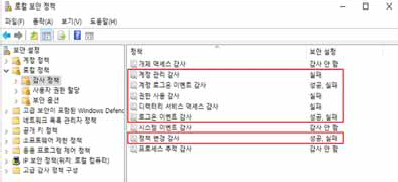 로컬 보안 정책
파일(F) 동작(A) 보기(V) 도움말(H)
보안 설정
계정 정책
로컬 정책
감사 정책
사용자 권한 할당
보안 옵션
고급 보안이 포함된 Windows Defend
네트워크 목록 관리자 정책
공개 키 정책
소프트웨어 제한 정책
응용 프로그램 제어 정책
IP 보안 정책(위치: 로컬 컴퓨터)
고급 감사 정책 구성
정책 보안 설정
개체 액세스 감사 감사 안 함
계정 관리 감사 실패
계정 로그온 이벤트 감사 성공, 실패
권한 사용 감사 실패
디렉터리 서비스 액세스 감사 실패
로그온 이벤트 감사 성공, 실패
시스템 이벤트 감사 감사 안 함
정책 변경 감사 성공, 실패
프로세스 추적 감사 감사 안 함